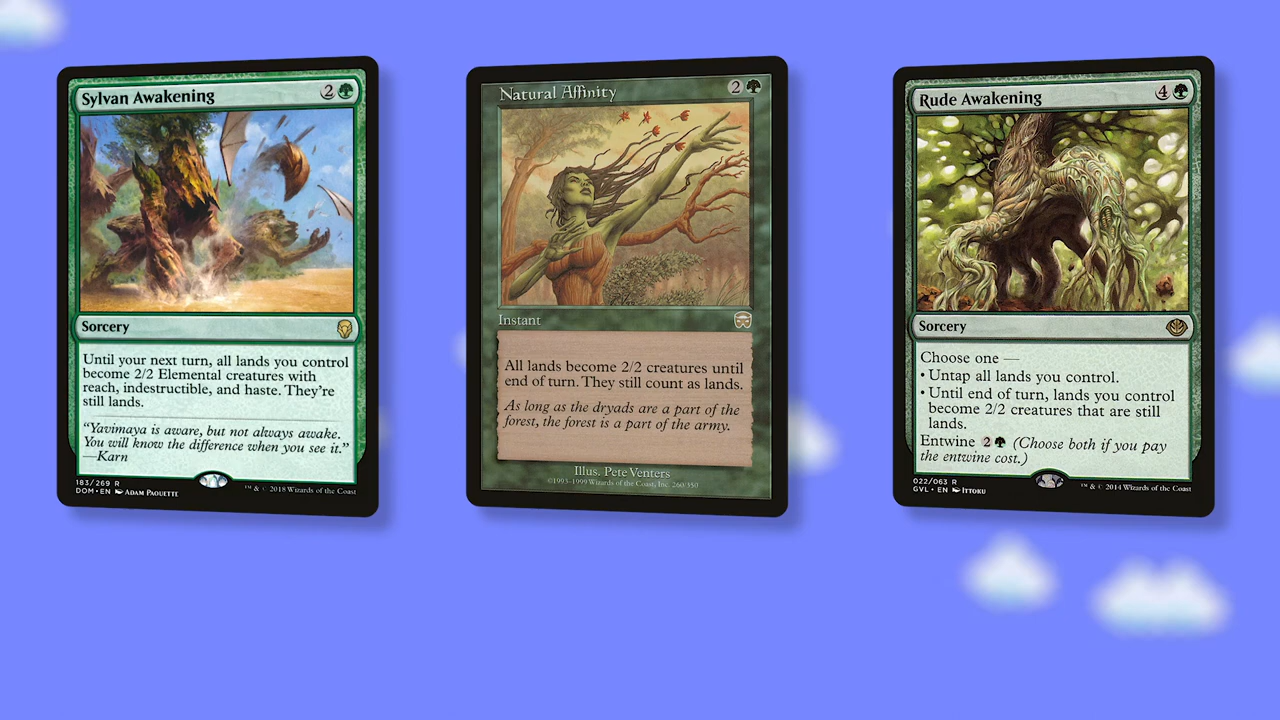 Sylvan Awakening 2
Sorcery
Until your next turn, all lands you control
become 2/2 Elemental creatures with
reach, indestructible, and haste. They're
still lands.
"Yavimaya is aware, but not always awake.
You will know the difference when you see it."
—Karn
183/269 R
DOM • EN Adam Paquette
™ & © 2018 Wizards of the Coast
Natural Affinity 2
Instant
All lands become 2/2 creatures until
end of turn. They still count as lands.
As long as the dryads are a part of the
forest, the forest is a part of the army.
Illus. Pete Venters
©1993-1999 Wizards of the Coast, Inc. 260/350
Rude Awakening 4
Sorcery
Choose one —
• Untap all lands you control.
• Until end of turn, lands you control
become 2/2 creatures that are still
lands.
Entwine 2 (Choose both if you pay
the entwine cost.)
022/063 R
GVL • EN Ittoku
™ & © 2014 Wizards of the Coast